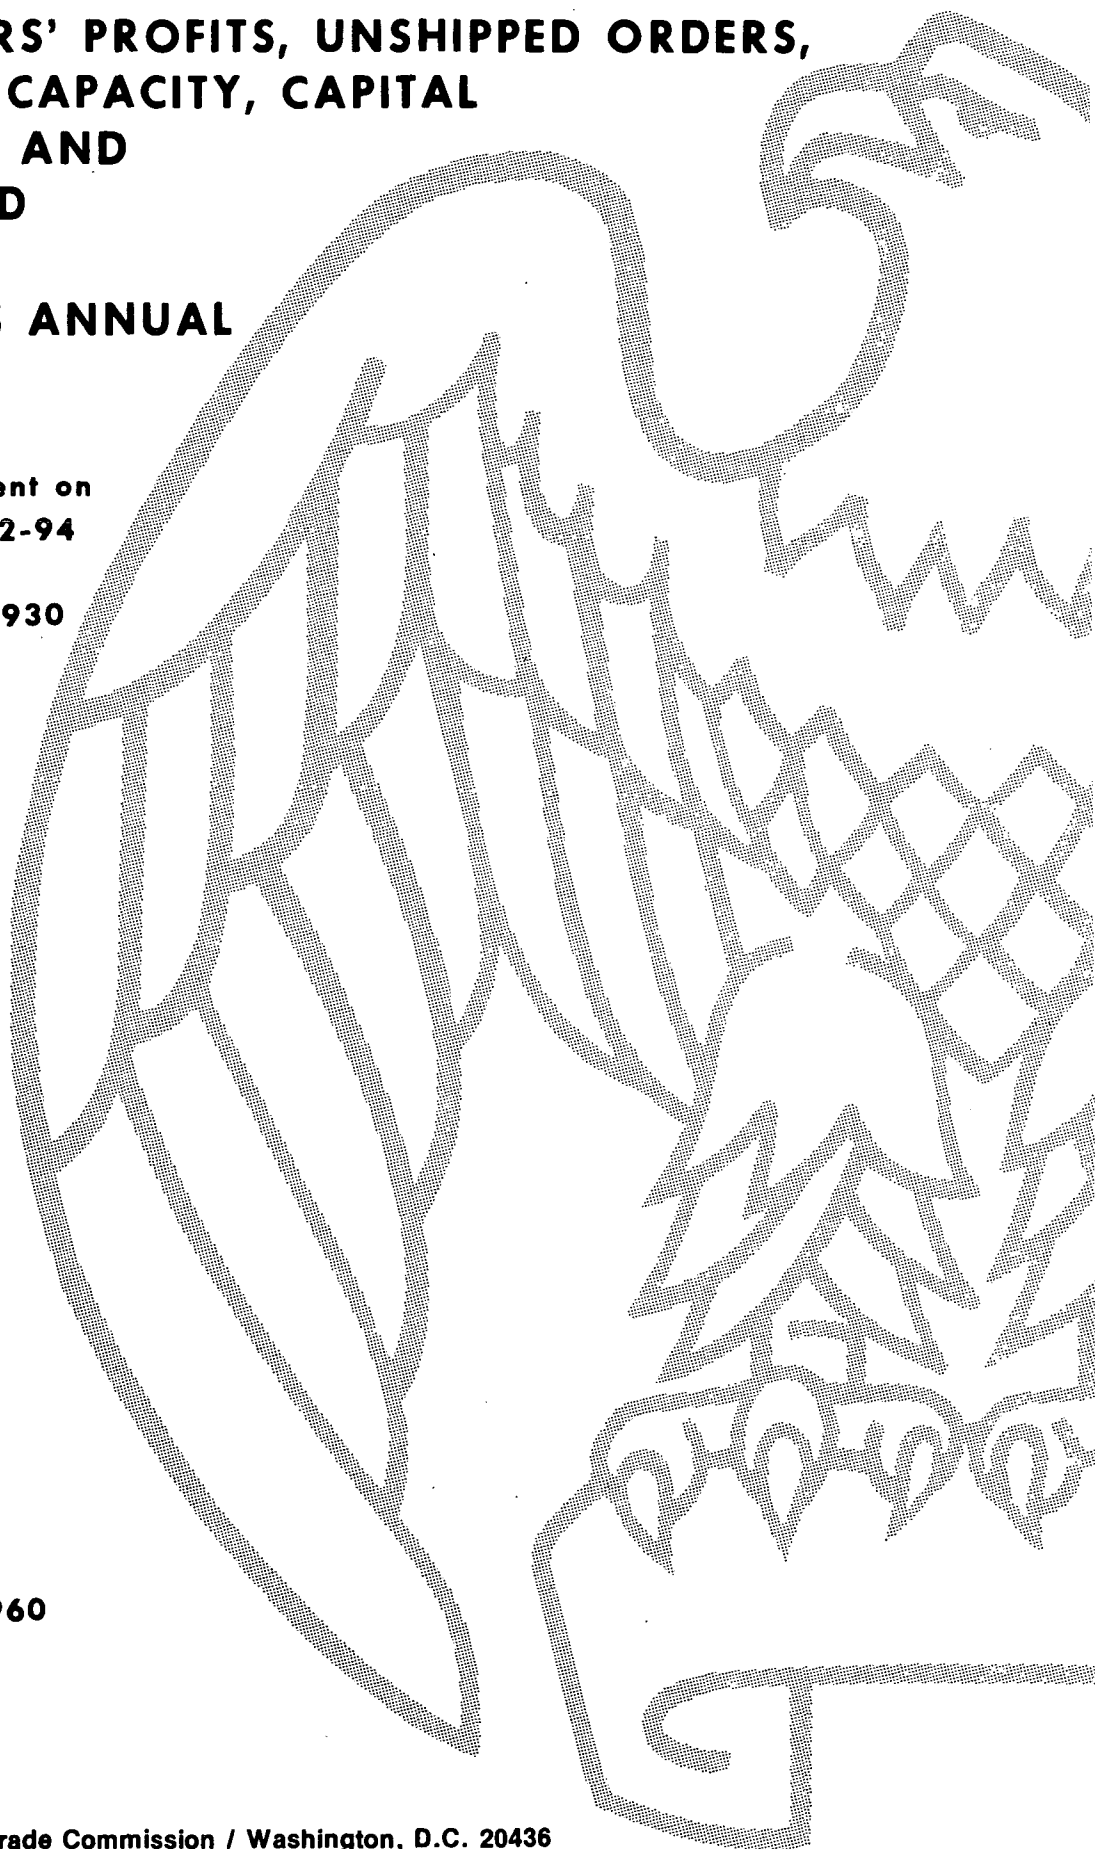 RS' PROFITS, UNSHIPPED ORDERS,
CAPACITY, CAPITAL
AND
D
S ANNUAL
ent on
2-94
930
960
rade Commission / Washington, D.C. 20436